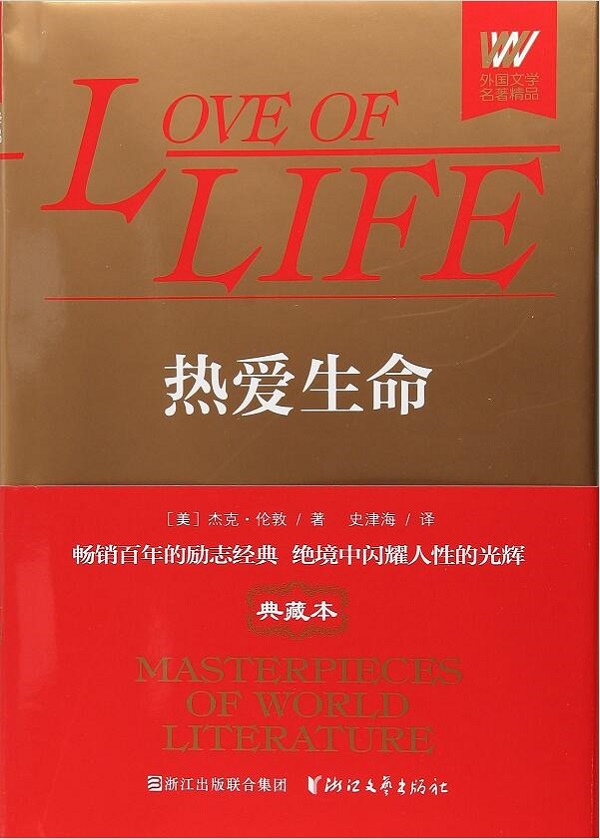 外国文学
名著精品
LOVE OF
LIFE
热爱生命
[美] 杰克·伦敦 / 著 史津海 / 译
畅销百年的励志经典 绝境中闪耀人性的光辉
典藏本
MASTERPIECES
OF WORLD
LITERATURE
浙江出版联合集团 浙江文艺出版社